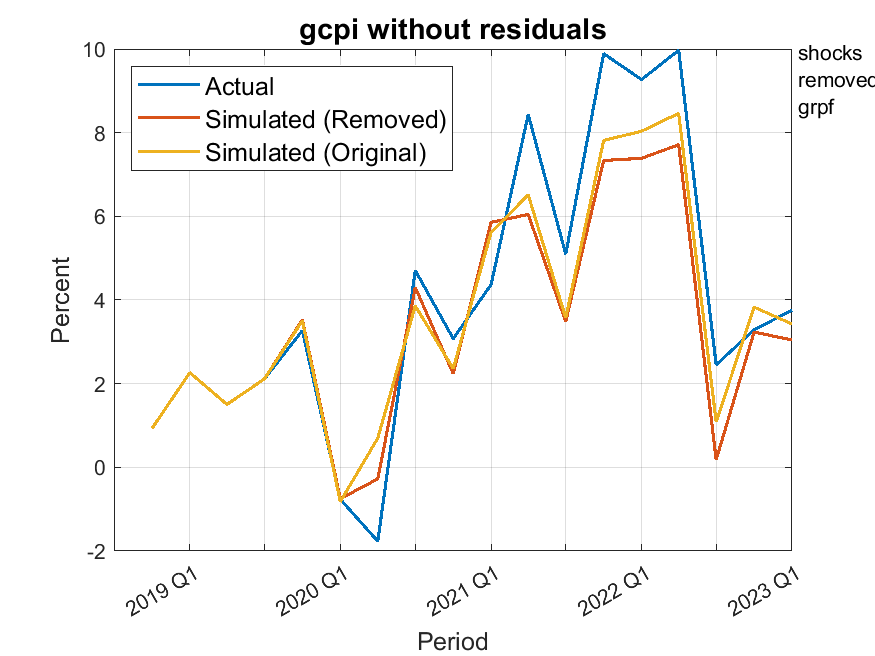 gcpi without residuals
Actual
Simulated (Removed)
Simulated (Original)
shocks
removed
grpf
Percent
10
8
6
4
2
0
-2
2019 Q1
2020 Q1
2021 Q1
2022 Q1
2023 Q1
Period